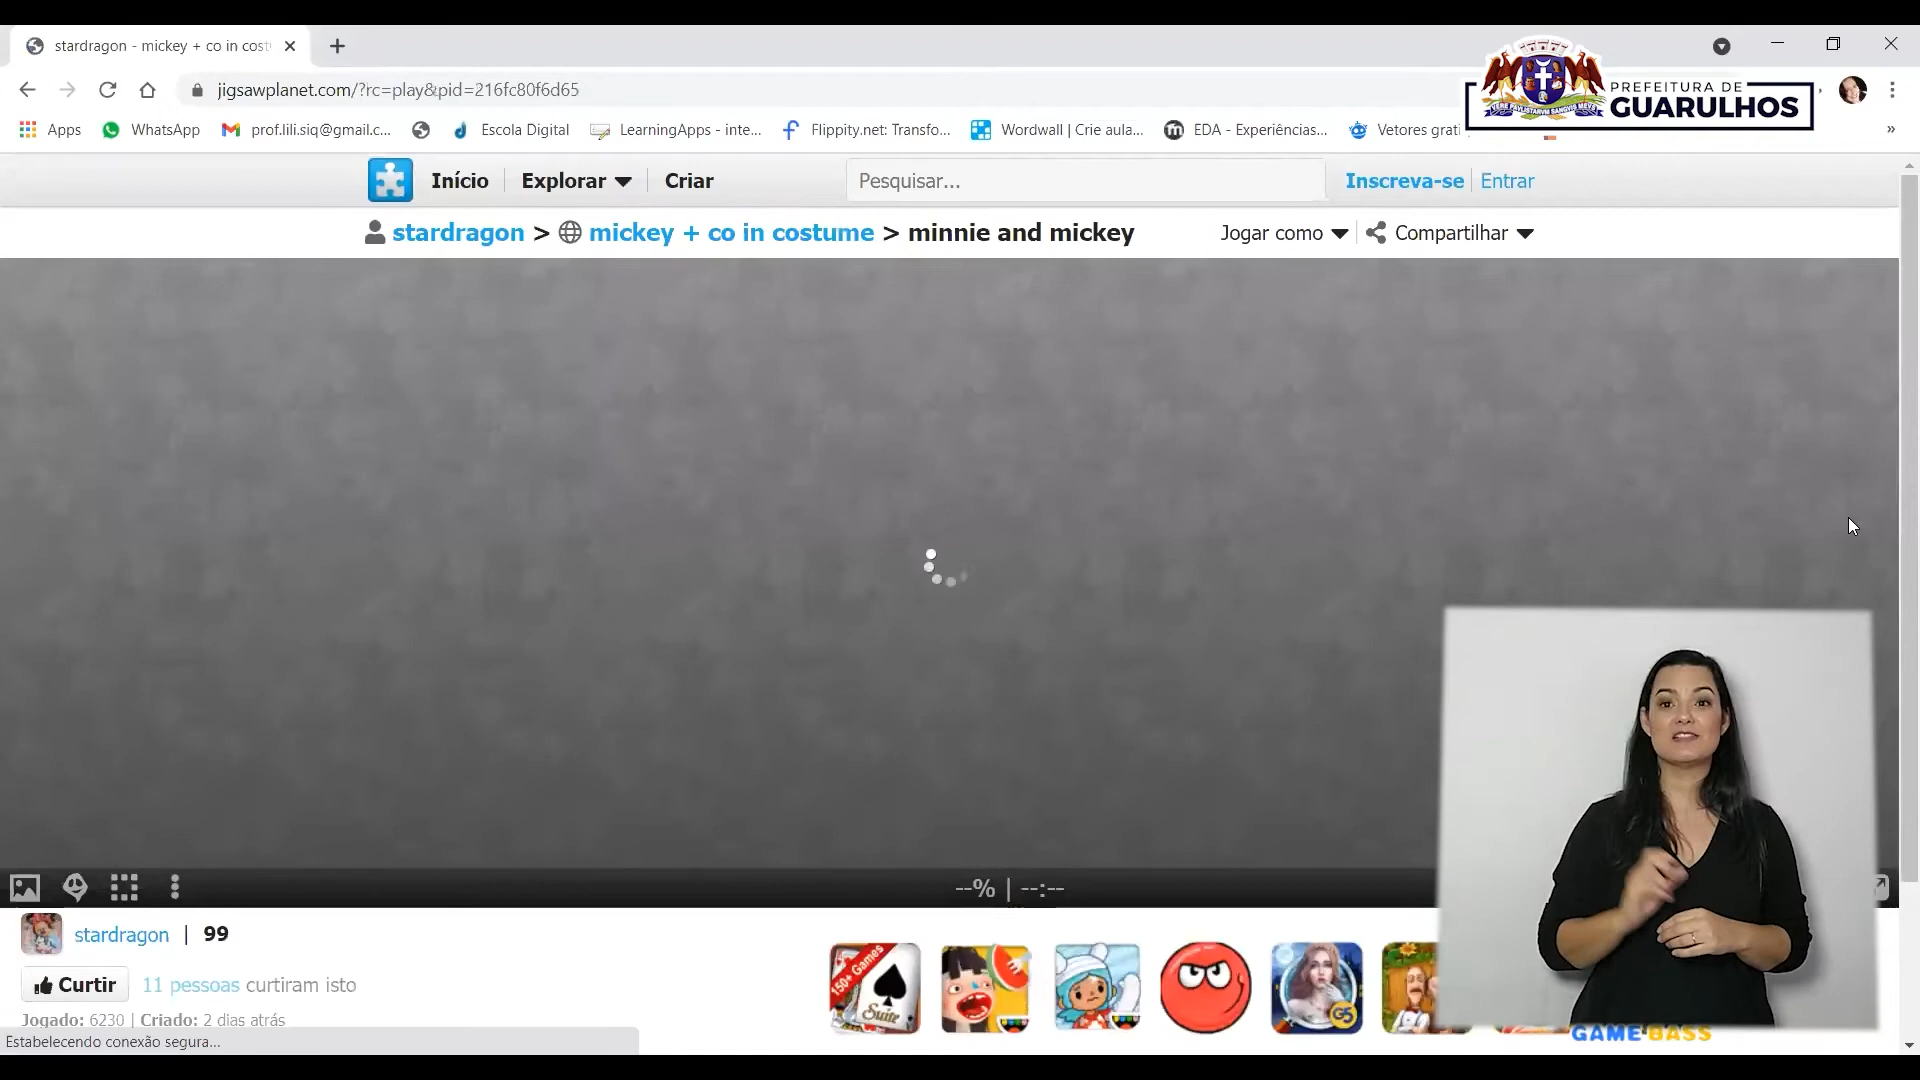 stardragon - mickey + co in cost
jigsawplanet.com/?rc=play&pid=216fc80f6d65
PREFEITURA DE
GUARULHOS
Apps WhatsApp prof.lili.siq@gmail.c... Escola Digital LearningApps - inte... Flippity.net: Transfo... Wordwall | Crie aula... EDA - Experiências... Vetores grati »
Início Explorar Criar Pesquisar... Inscreva-se Entrar
stardragon > mickey + co in costume > minnie and mickey Jogar como Compartilhar
--% | --:--
stardragon | 99
150+ Games
Suite
G5
Curtir 11 pessoas curtiram isto
Jogado: 6230 | Criado: 2 dias atrás
GAME BASS
Estabelecendo conexão segura...